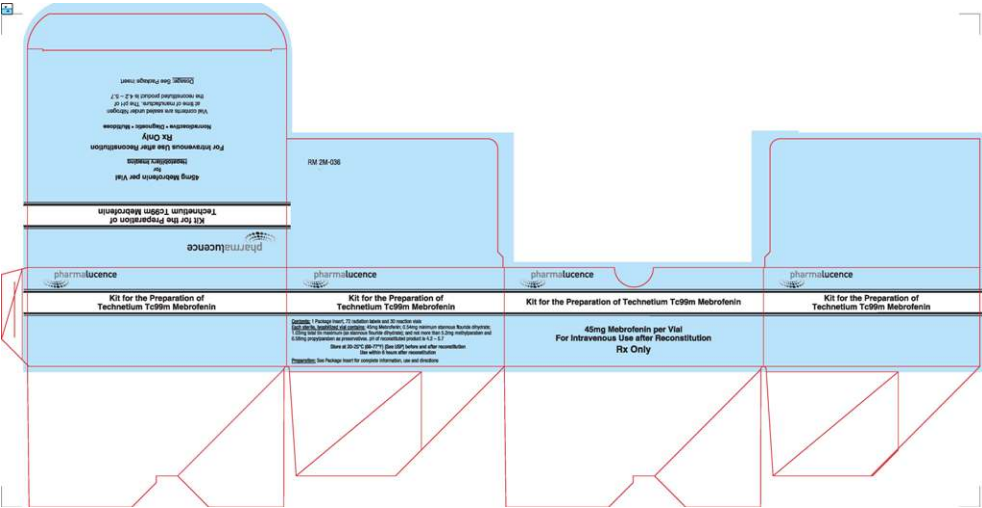 Dosage: See Package Insert
the reconstituted product is 4.2 – 5.7
at time of manufacture. The pH of
Vial contents are sealed under Nitrogen
Nonradioactive • Diagnostic • Multidose
Rx Only
For Intravenous Use after Reconstitution
Hepatobiliary Imaging
for
45mg Mebrofenin per Vial
Technetium Tc99m Mebrofenin
Kit for the Preparation of
pharmalucence
RM 2M-036
pharmalucence
Kit for the Preparation of
Technetium Tc99m Mebrofenin
pharmalucence
Kit for the Preparation of
Technetium Tc99m Mebrofenin
Contents: 1 Package insert, 72 radiation labels and 30 reaction vials
Each sterile, lyophilized vial contains: 45mg Mebrofenin, 0.54mg minimum stannous fluoride dihydrate,
1.03mg total tin maximum (as stannous fluoride dihydrate); and not more than 5.2mg methylparaben and
0.58mg propylparaben as preservatives. pH of reconstituted product is 4.2 – 5.7
Store at 20-25°C (68-77°F) [See USP] before and after reconstitution
Use within 6 hours after reconstitution
Preparation: See Package Insert for complete information, use and directions
pharmalucence
Kit for the Preparation of Technetium Tc99m Mebrofenin
45mg Mebrofenin per Vial
For Intravenous Use after Reconstitution
Rx Only
pharmalucence
Kit for the Preparation of
Technetium Tc99m Mebrofenin